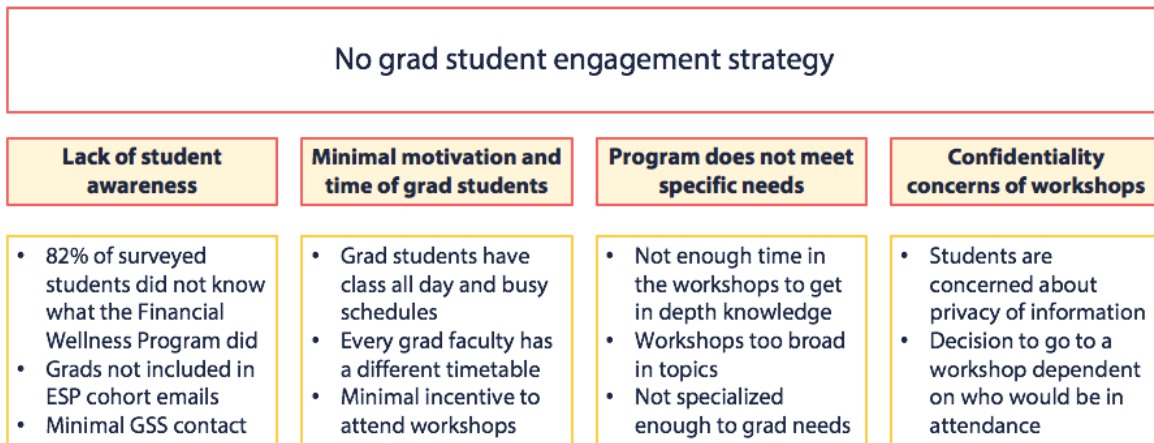 No grad student engagement strategy
Lack of student
awareness
• 82% of surveyed
students did not know
what the Financial
Wellness Program did
• Grads not included in
ESP cohort emails
• Minimal GSS contact
Minimal motivation and
time of grad students
• Grad students have
class all day and busy
schedules
• Every grad faculty has
a different timetable
• Minimal incentive to
attend workshops
Program does not meet
specific needs
• Not enough time in
the workshops to get
in depth knowledge
• Workshops too broad
in topics
• Not specialized
enough to grad needs
Confidentiality
concerns of workshops
• Students are
concerned about
privacy of information
• Decision to go to a
workshop dependent
on who would be in
attendance